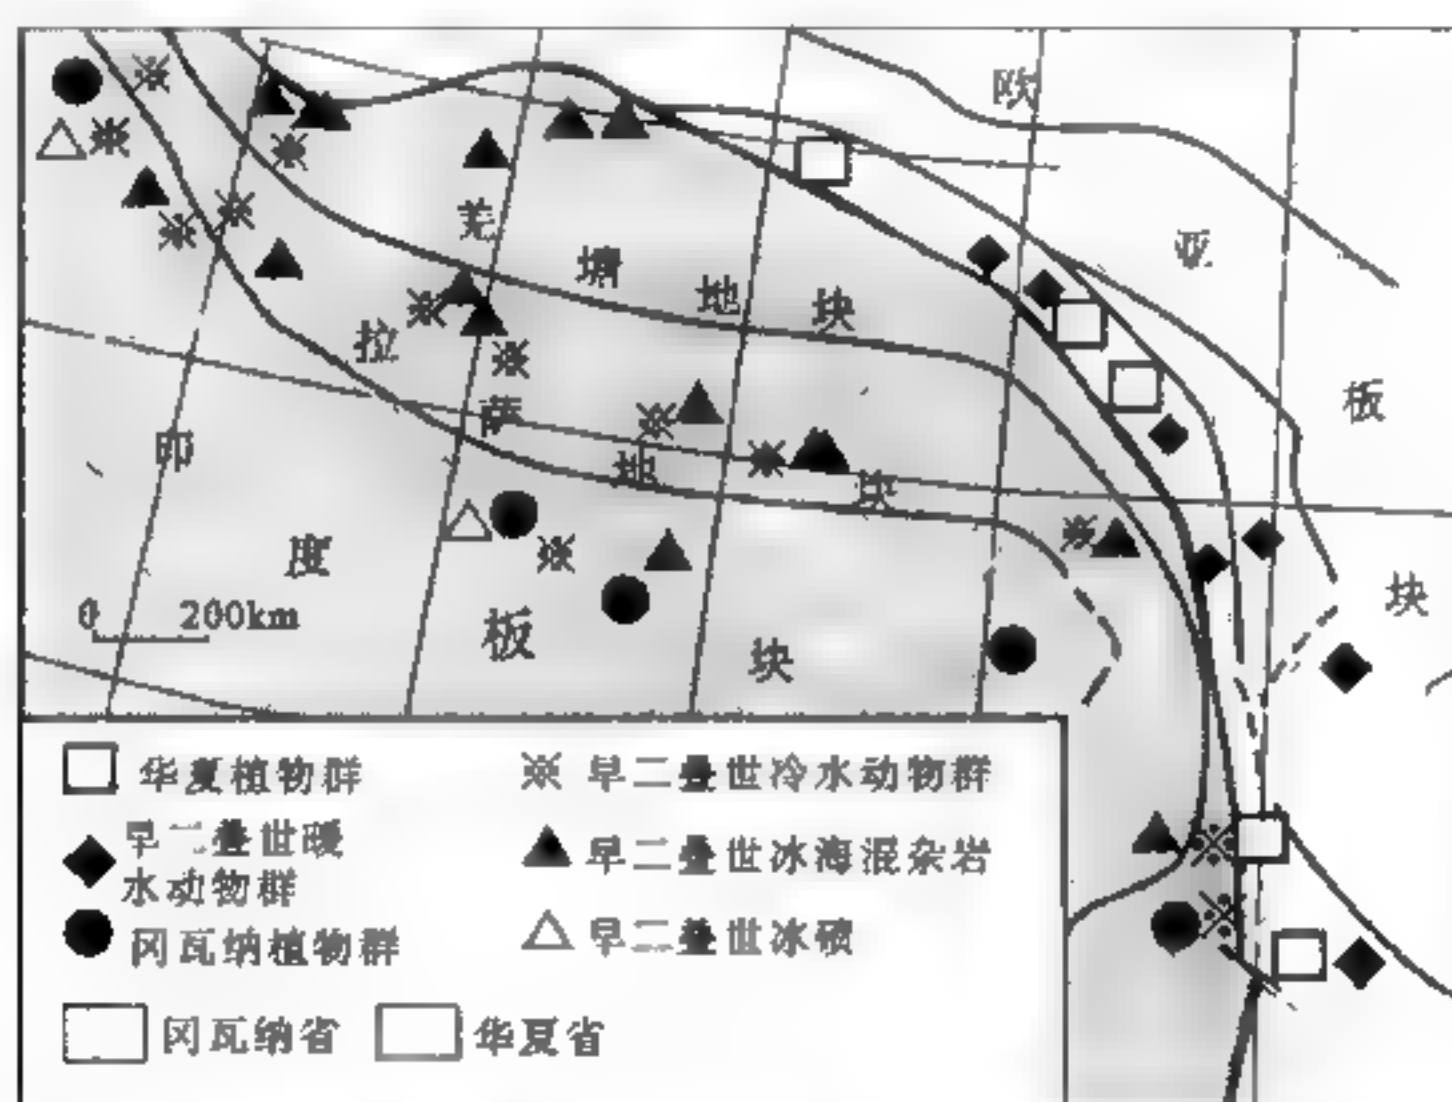 欧
亚
板
块
羌
塘
地
块
拉
萨
地
块
印
度
板
块
0 200km
华夏植物群
早二叠世暖
水动物群
冈瓦纳植物群
早二叠世冷水动物群
早二叠世冰海混杂岩
早二叠世冰碛
冈瓦纳省
华夏省